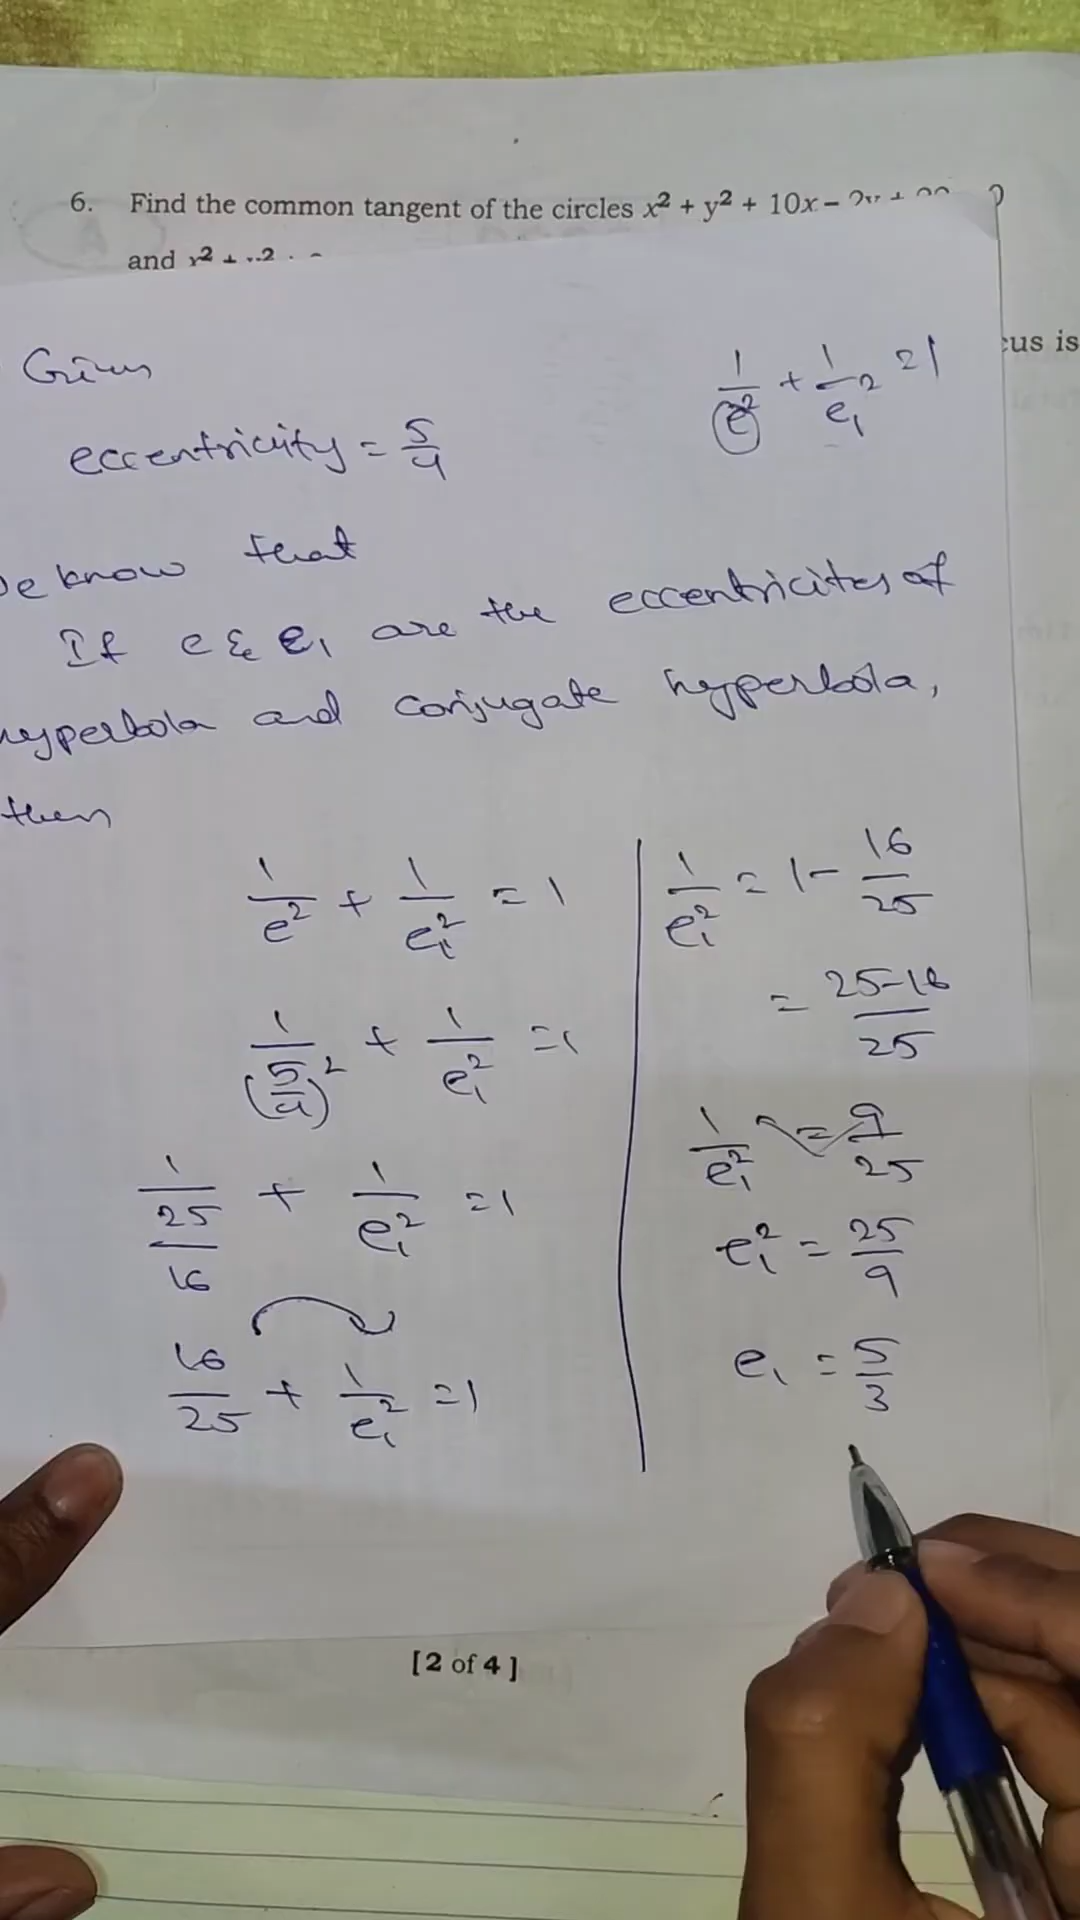 6. Find the common tangent of the circles x² + y² + 10x –
and x² +
cus is
Given
1/e² + 1/e₁² = 1
eccentricity = 5/4
we know that
If e & e₁ are the eccentricites of
hyperbola and conjugate hyperbola,
then
1/e² + 1/e₁² = 1
1/(5/4)² + 1/e₁² = 1
1/(25/16) + 1/e₁² = 1
16/25 + 1/e₁² = 1
1/e₁² = 1 - 16/25
= (25-16)/25
1/e₁² = 9/25
e₁² = 25/9
e₁ = 5/3
[2 of 4]